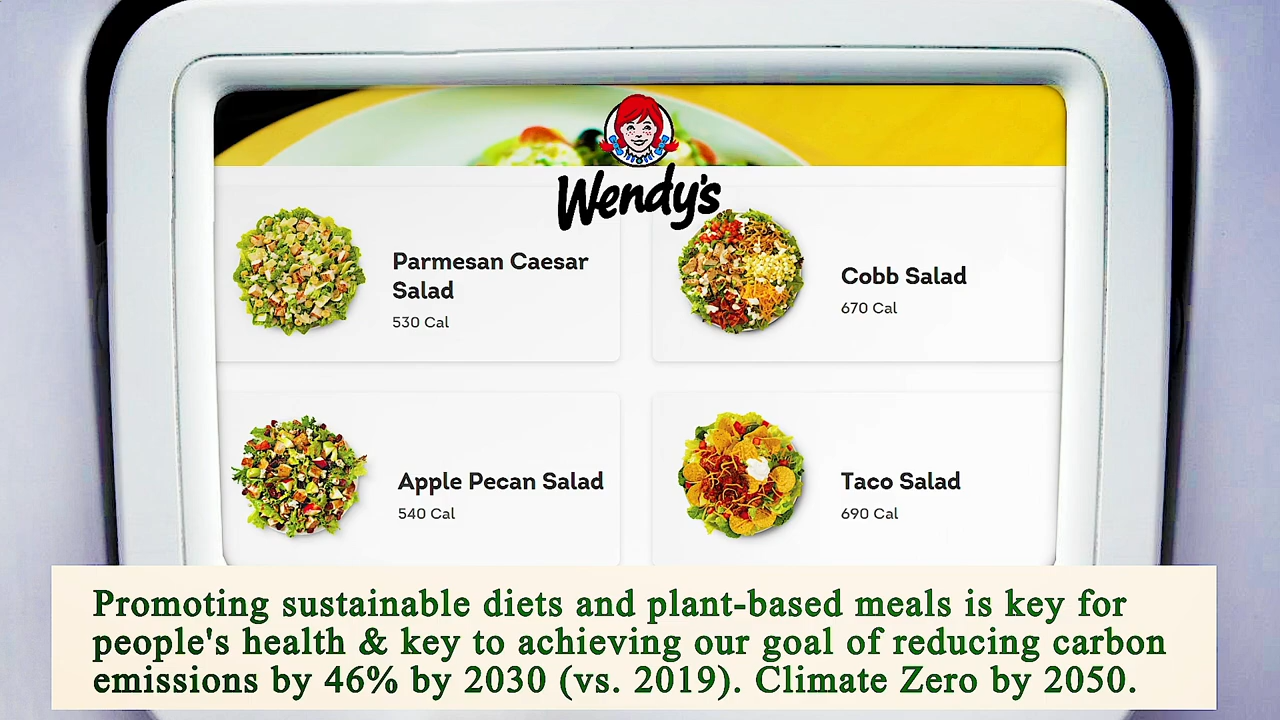 Wendy's
Parmesan Caesar
Salad
530 Cal
Cobb Salad
670 Cal
Apple Pecan Salad
540 Cal
Taco Salad
690 Cal
Promoting sustainable diets and plant-based meals is key for
people's health & key to achieving our goal of reducing carbon
emissions by 46% by 2030 (vs. 2019). Climate Zero by 2050.